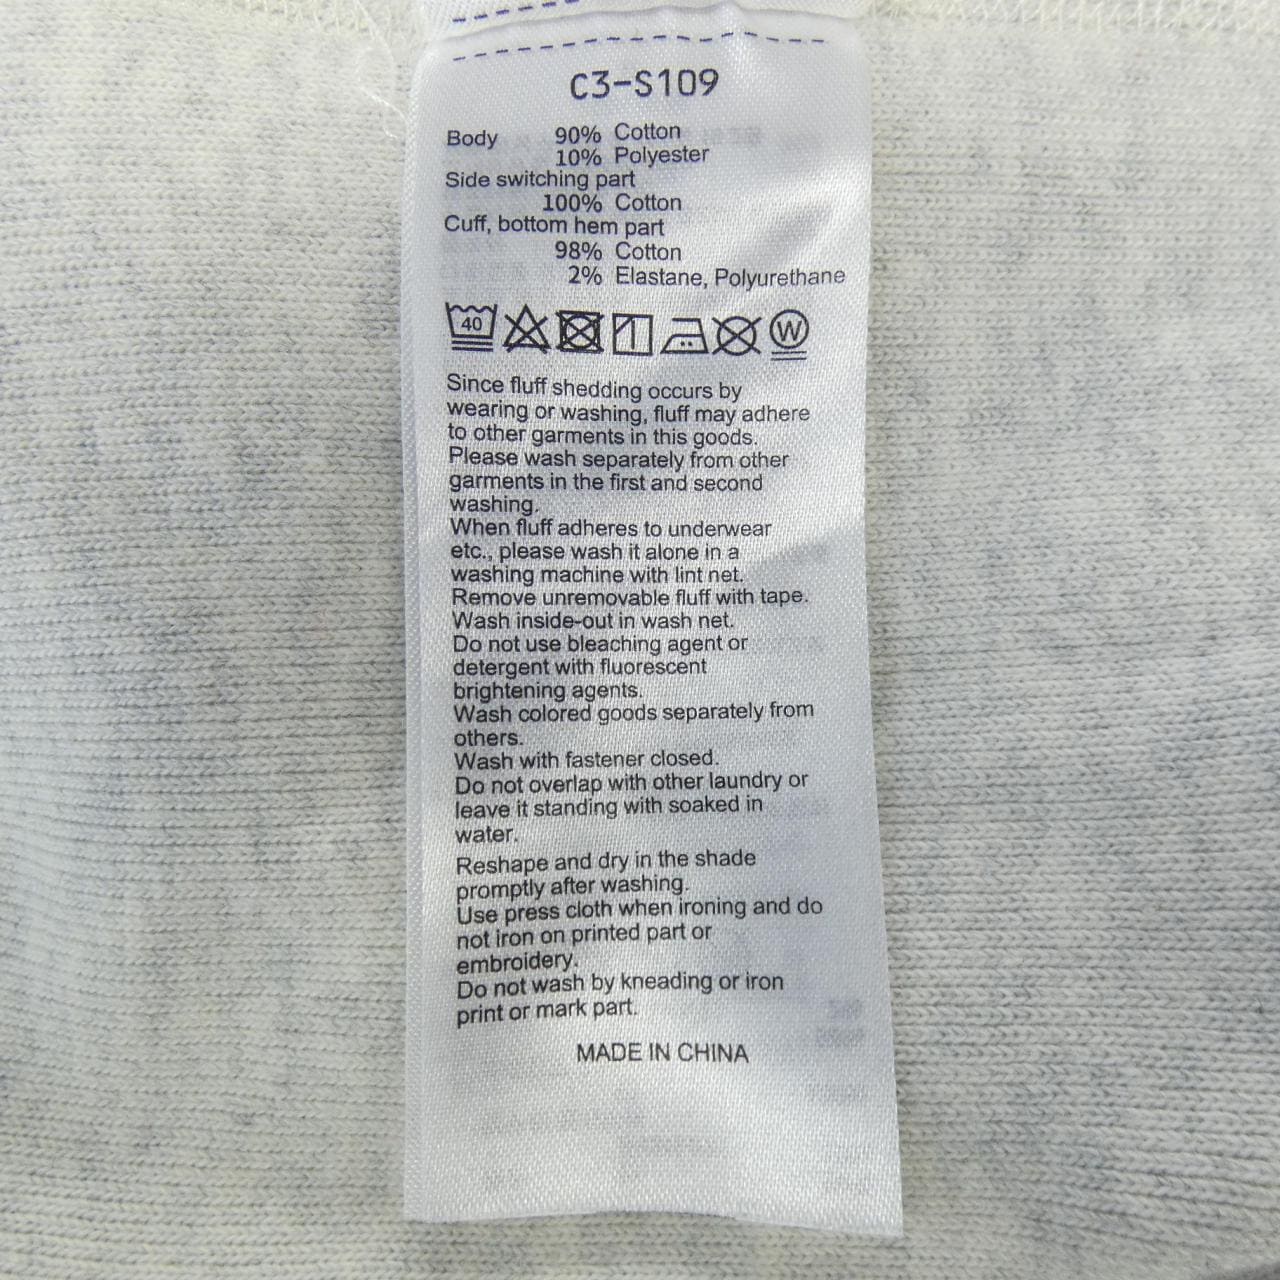 C3-S109
Body 90% Cotton
10% Polyester
Side switching part
100% Cotton
Cuff, bottom hem part
98% Cotton
2% Elastane, Polyurethane
40 W
Since fluff shedding occurs by
wearing or washing, fluff may adhere
to other garments in this goods.
Please wash separately from other
garments in the first and second
washing.
When fluff adheres to underwear
etc., please wash it alone in a
washing machine with lint net.
Remove unremovable fluff with tape.
Wash inside-out in wash net.
Do not use bleaching agent or
detergent with fluorescent
brightening agents.
Wash colored goods separately from
others.
Wash with fastener closed.
Do not overlap with other laundry or
leave it standing with soaked in
water.
Reshape and dry in the shade
promptly after washing.
Use press cloth when ironing and do
not iron on printed part or
embroidery.
Do not wash by kneading or iron
print or mark part.
MADE IN CHINA